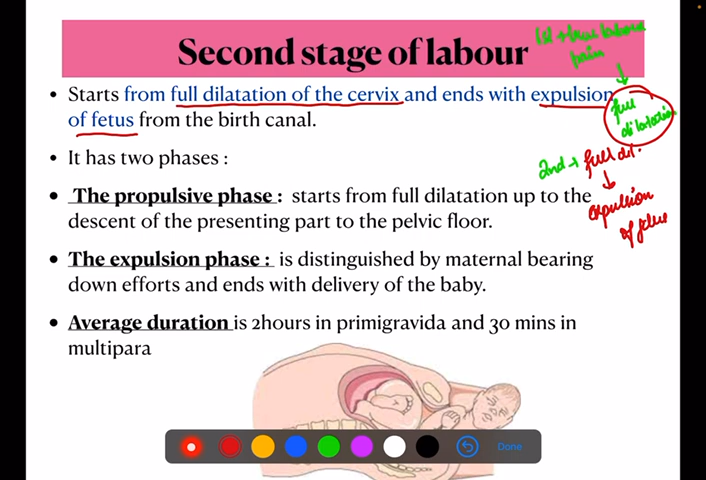 Second stage of labour
1st → true labour
pain
↓
full
dilatation
• Starts from full dilatation of the cervix and ends with expulsion
of fetus from the birth canal.
• It has two phases :
2nd → full dil.
↓
expulsion
of fetus
• The propulsive phase : starts from full dilatation up to the
descent of the presenting part to the pelvic floor.
• The expulsion phase : is distinguished by maternal bearing
down efforts and ends with delivery of the baby.
• Average duration is 2hours in primigravida and 30 mins in
multipara
Done